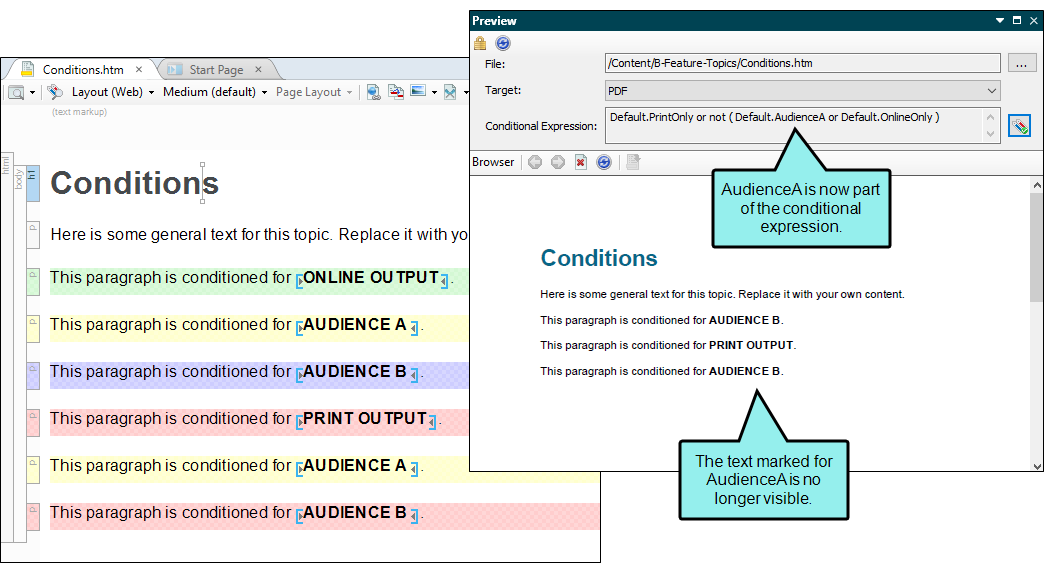 Preview
File:
/Content/B-Feature-Topics/Conditions.htm
...
Target:
PDF
Conditional Expression:
Default.PrintOnly or not ( Default.AudienceA or Default.OnlineOnly )
Browser
AudienceA is now part
of the conditional
expression.
Conditions
Here is some general text for this topic. Replace it with your own content.
This paragraph is conditioned for AUDIENCE B.
This paragraph is conditioned for PRINT OUTPUT.
This paragraph is conditioned for AUDIENCE B.
The text marked for
AudienceA is no
longer visible.
Conditions.htm
Start Page
Layout (Web)
Medium (default)
Page Layout
(text markup)
html
body
h1
Conditions
p
Here is some general text for this topic. Replace it with yo
p
This paragraph is conditioned for ONLINE OUTPUT.
p
This paragraph is conditioned for AUDIENCE A.
p
This paragraph is conditioned for AUDIENCE B.
p
This paragraph is conditioned for PRINT OUTPUT.
p
This paragraph is conditioned for AUDIENCE A.
p
This paragraph is conditioned for AUDIENCE B.